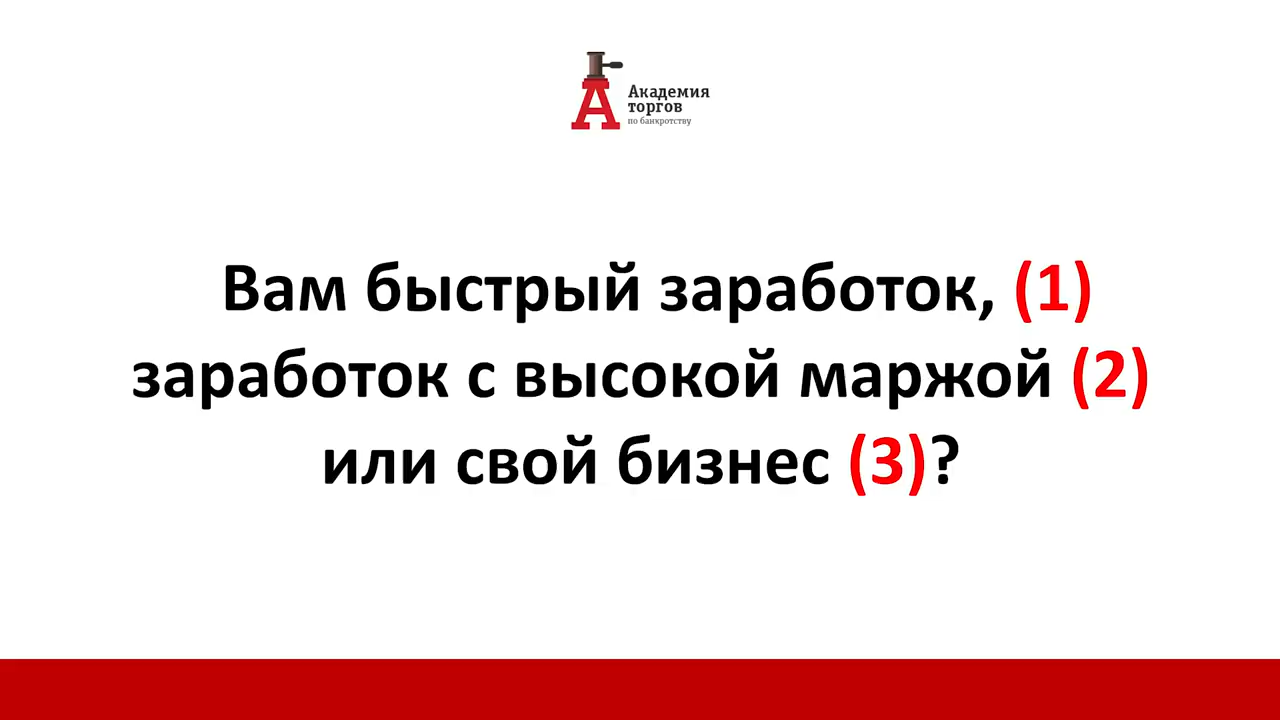 Академия
торгов
по банкротству
Вам быстрый заработок, (1)
заработок с высокой маржой (2)
или свой бизнес (3)?